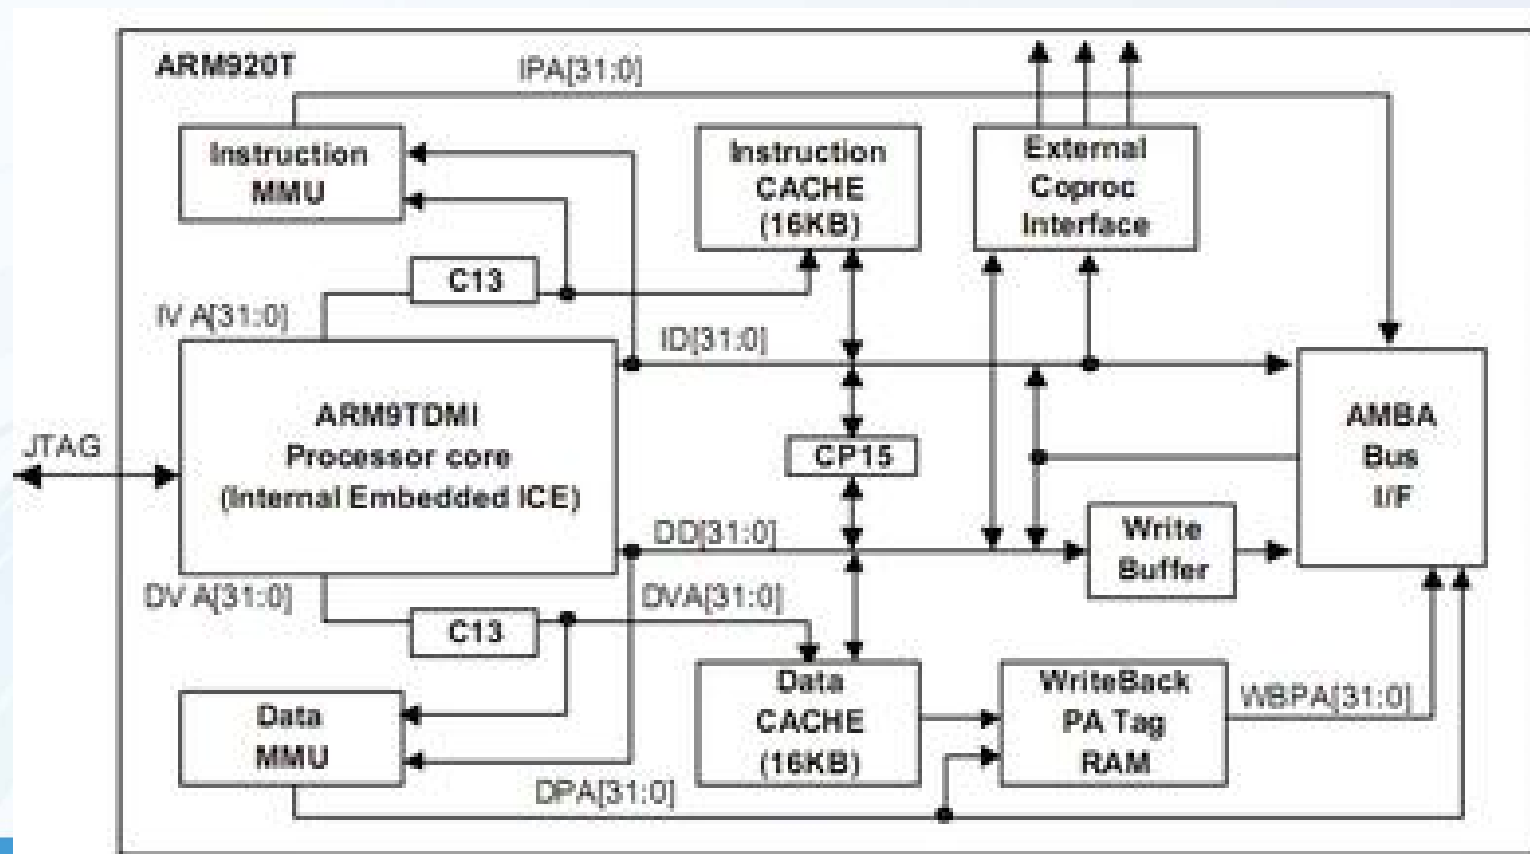 ARM920T
IPA[31:0]
Instruction
MMU
Instruction
CACHE
(16KB)
External
Coproc
Interface
C13
IV A[31:0]
ID[31:0]
ARM9TDMI
Processor core
(Internal Embedded ICE)
JTAG
CP15
AMBA
Bus
I/F
DD[31:0]
Write
Buffer
DV A[31:0]
C13
DVA[31:0]
Data
MMU
Data
CACHE
(16KB)
WriteBack
PA Tag
RAM
WBPA[31:0]
DPA[31:0]